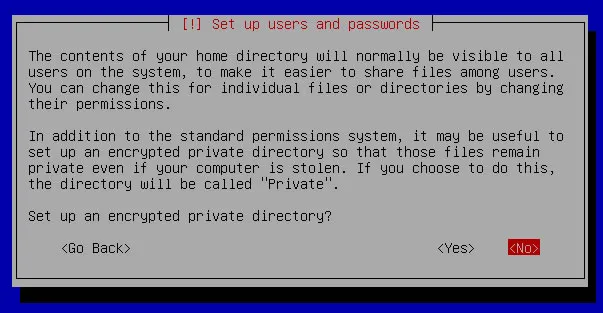 [!] Set up users and passwords
The contents of your home directory will normally be visible to all
users on the system, to make it easier to share files among users.
You can change this for individual files or directories by changing
their permissions.
In addition to the standard permissions system, it may be useful to
set up an encrypted private directory so that those files remain
private even if your computer is stolen. If you choose to do this,
the directory will be called "Private".
Set up an encrypted private directory?
<Go Back> <Yes> <No>